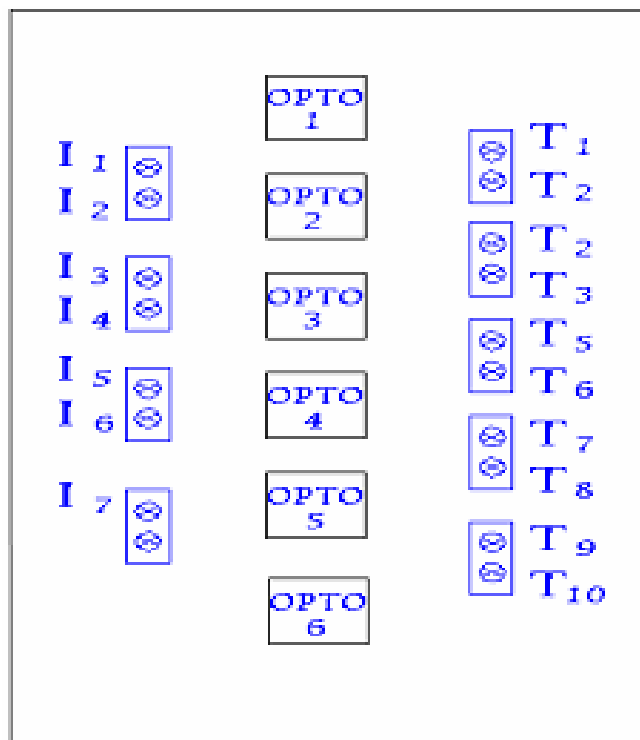 I 1
I 2
I 3
I 4
I 5
I 6
I 7
OPTO
1
OPTO
2
OPTO
3
OPTO
4
OPTO
5
OPTO
6
T 1
T 2
T 2
T 3
T 5
T 6
T 7
T 8
T 9
T 10